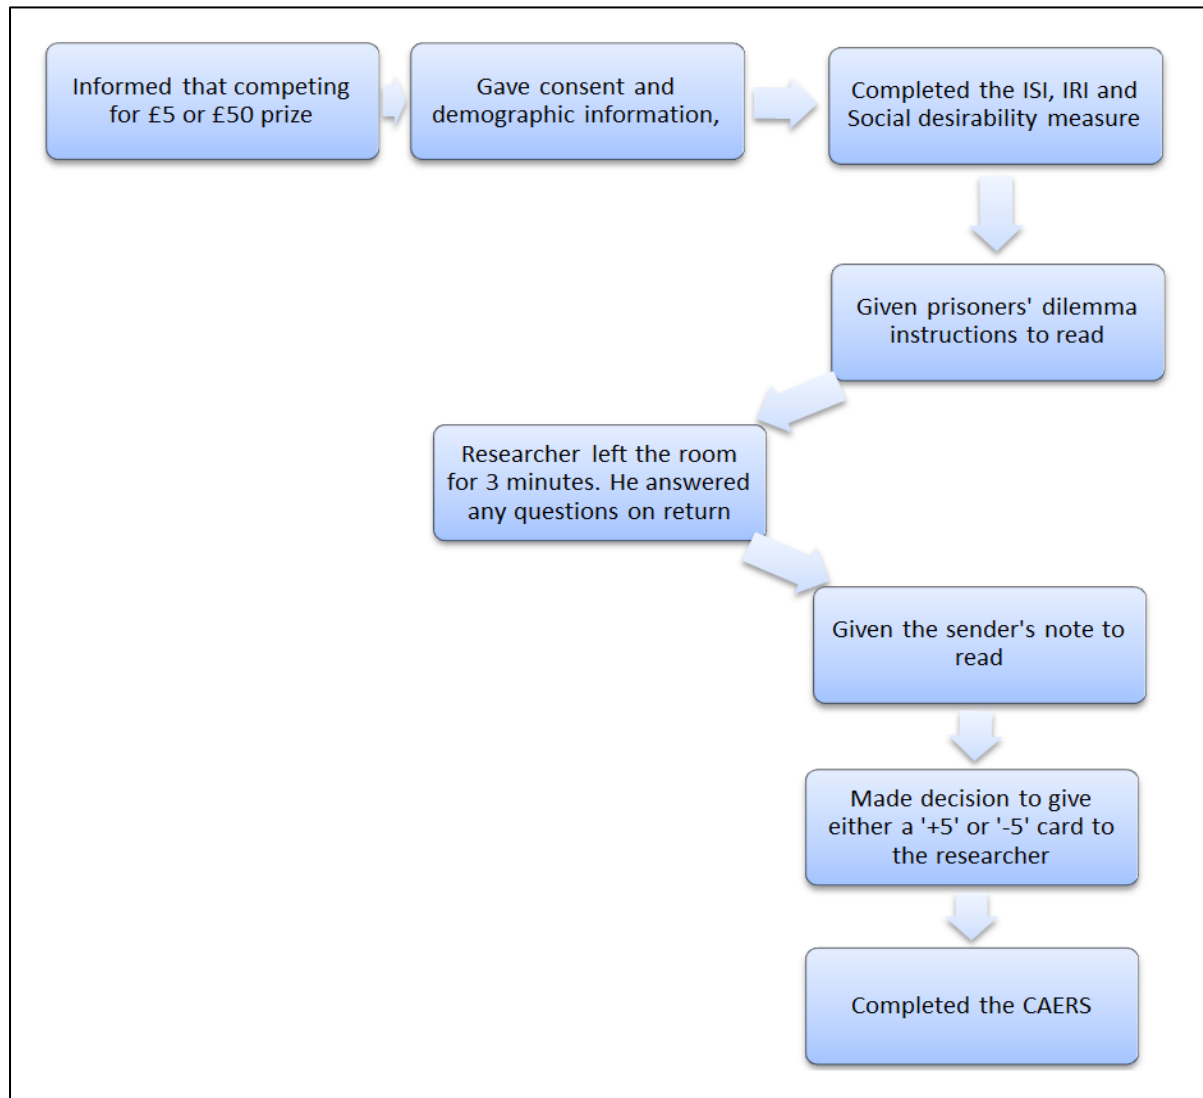 Informed that competing
for £5 or £50 prize
Gave consent and
demographic information,
Completed the ISI, IRI and
Social desirability measure
Given prisoners' dilemma
instructions to read
Researcher left the room
for 3 minutes. He answered
any questions on return
Given the sender's note to
read
Made decision to give
either a '+5' or '-5' card to
the researcher
Completed the CAERS